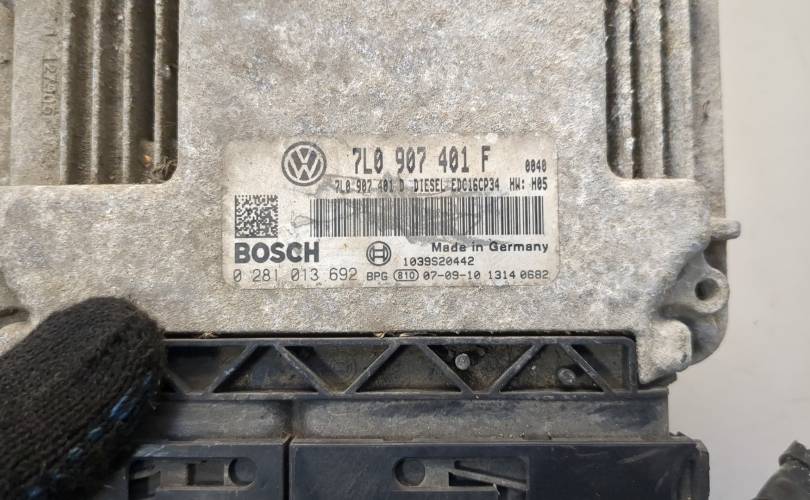 7L0 907 401 F 0040
7L0 907 401 D DIESEL EDC16CP34 HW: H05
Made in Germany
BOSCH
1039S20442
0 281 013 692 BPG 810 07-09-10 1314 0682